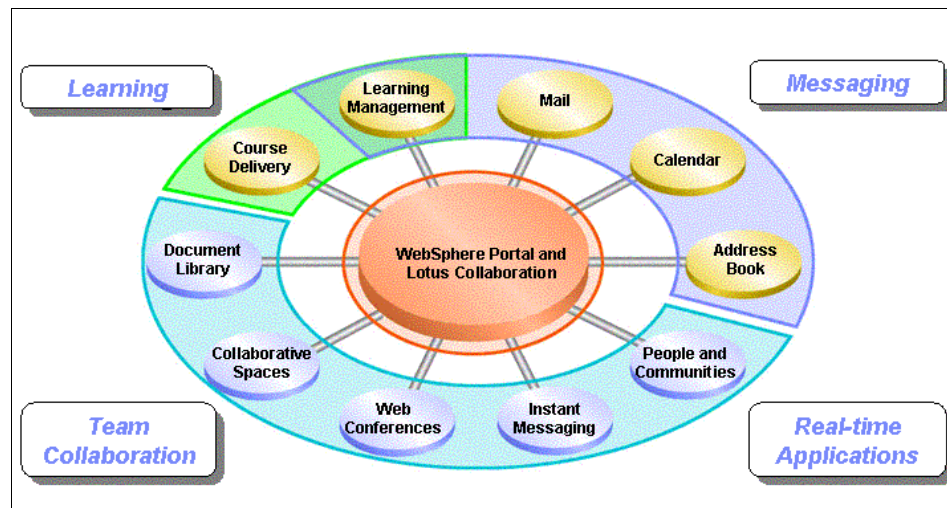 Learning
Messaging
Learning
Management
Mail
Course
Delivery
Calendar
Document
Library
WebSphere Portal and
Lotus Collaboration
Address
Book
Collaborative
Spaces
People and
Communities
Web
Conferences
Instant
Messaging
Team
Collaboration
Real-time
Applications